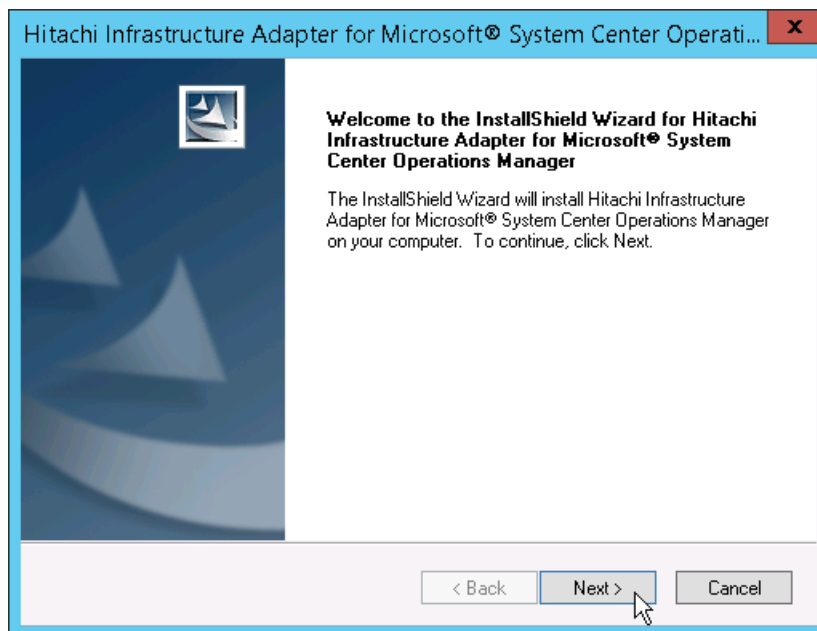 Hitachi Infrastructure Adapter for Microsoft® System Center Operati...
x
Welcome to the InstallShield Wizard for Hitachi
Infrastructure Adapter for Microsoft® System
Center Operations Manager
The InstallShield Wizard will install Hitachi Infrastructure
Adapter for Microsoft® System Center Operations Manager
on your computer.  To continue, click Next.
< Back
Next >
Cancel